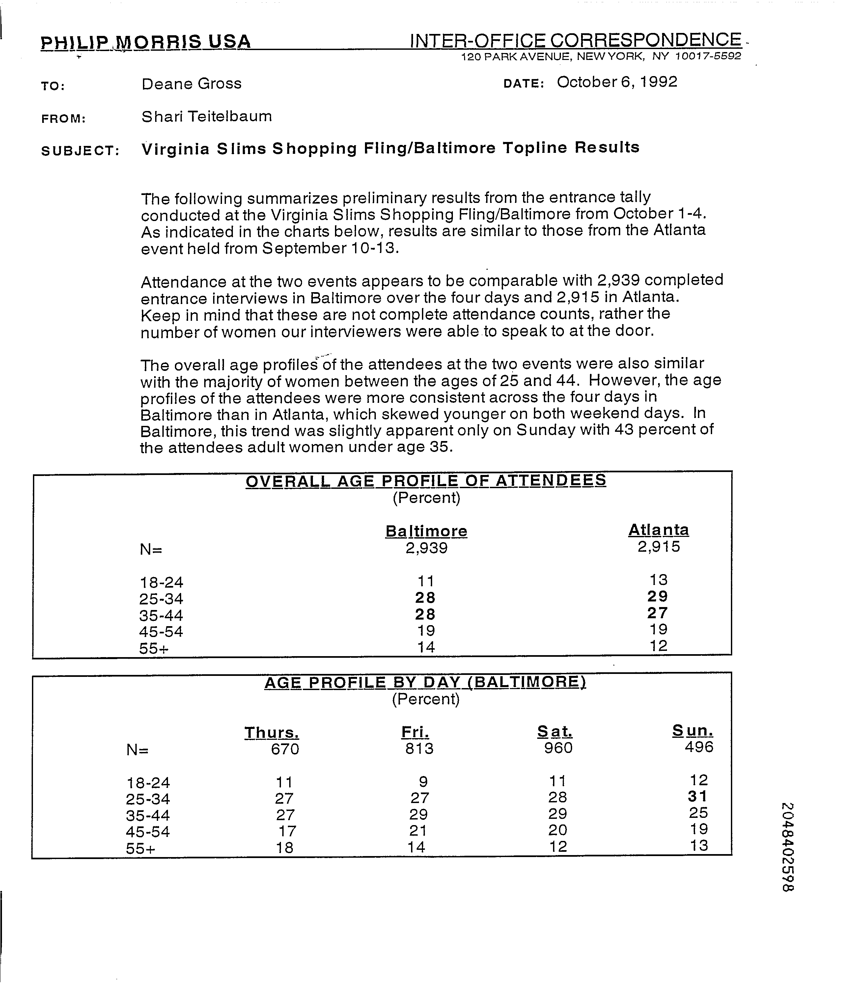 PHILIP MORRIS USA INTER-OFFICE CORRESPONDENCE
120 PARK AVENUE, NEW YORK, NY 10017-5592
TO: Deane Gross DATE: October 6, 1992
FROM: Shari Teitelbaum
SUBJECT: Virginia Slims Shopping Fling/Baltimore Topline Results
The following summarizes preliminary results from the entrance tally
conducted at the Virginia Slims Shopping Fling/Baltimore from October 1-4.
As indicated in the charts below, results are similar to those from the Atlanta
event held from September 10-13.
Attendance at the two events appears to be comparable with 2,939 completed
entrance interviews in Baltimore over the four days and 2,915 in Atlanta.
Keep in mind that these are not complete attendance counts, rather the
number of women our interviewers were able to speak to at the door.
The overall age profiles of the attendees at the two events were also similar
with the majority of women between the ages of 25 and 44. However, the age
profiles of the attendees were more consistent across the four days in
Baltimore than in Atlanta, which skewed younger on both weekend days. In
Baltimore, this trend was slightly apparent only on Sunday with 43 percent of
the attendees adult women under age 35.
OVERALL AGE PROFILE OF ATTENDEES
(Percent)
Baltimore Atlanta
N= 2,939 2,915
18-24 11 13
25-34 28 29
35-44 28 27
45-54 19 19
55+ 14 12
AGE PROFILE BY DAY (BALTIMORE)
(Percent)
Thurs. Fri. Sat. Sun.
N= 670 813 960 496
18-24 11 9 11 12
25-34 27 27 28 31
35-44 27 29 29 25
45-54 17 21 20 19
55+ 18 14 12 13
2048402598